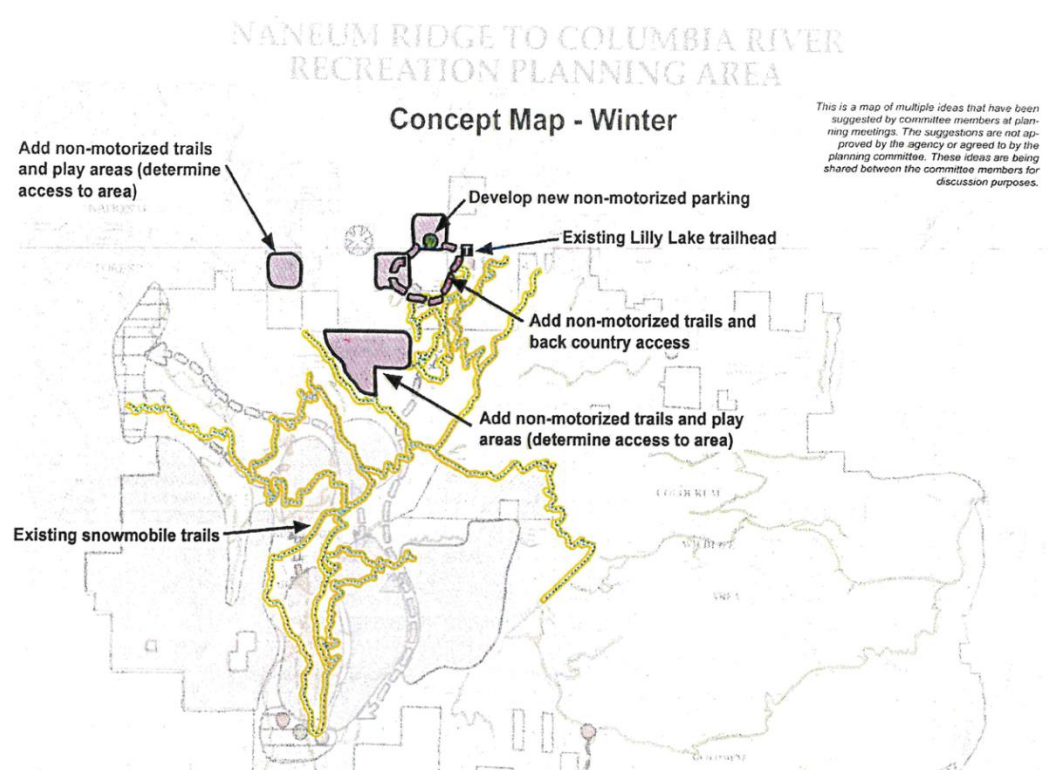 NANEUM RIDGE TO COLUMBIA RIVER
RECREATION PLANNING AREA
Concept Map - Winter
This is a map of multiple ideas that have been
suggested by committee members at plan-
ning meetings. The suggestions are not ap-
proved by the agency or agreed to by the
planning committee. These ideas are being
shared between the committee members for
discussion purposes.
Add non-motorized trails
and play areas (determine
access to area)
NATIONAL
Develop new non-motorized parking
T
Existing Lilly Lake trailhead
FOREST
Add non-motorized trails and
back country access
Add non-motorized trails and play
areas (determine access to area)
COLOCKUM
Existing snowmobile trails
WILDLIFE
AREA